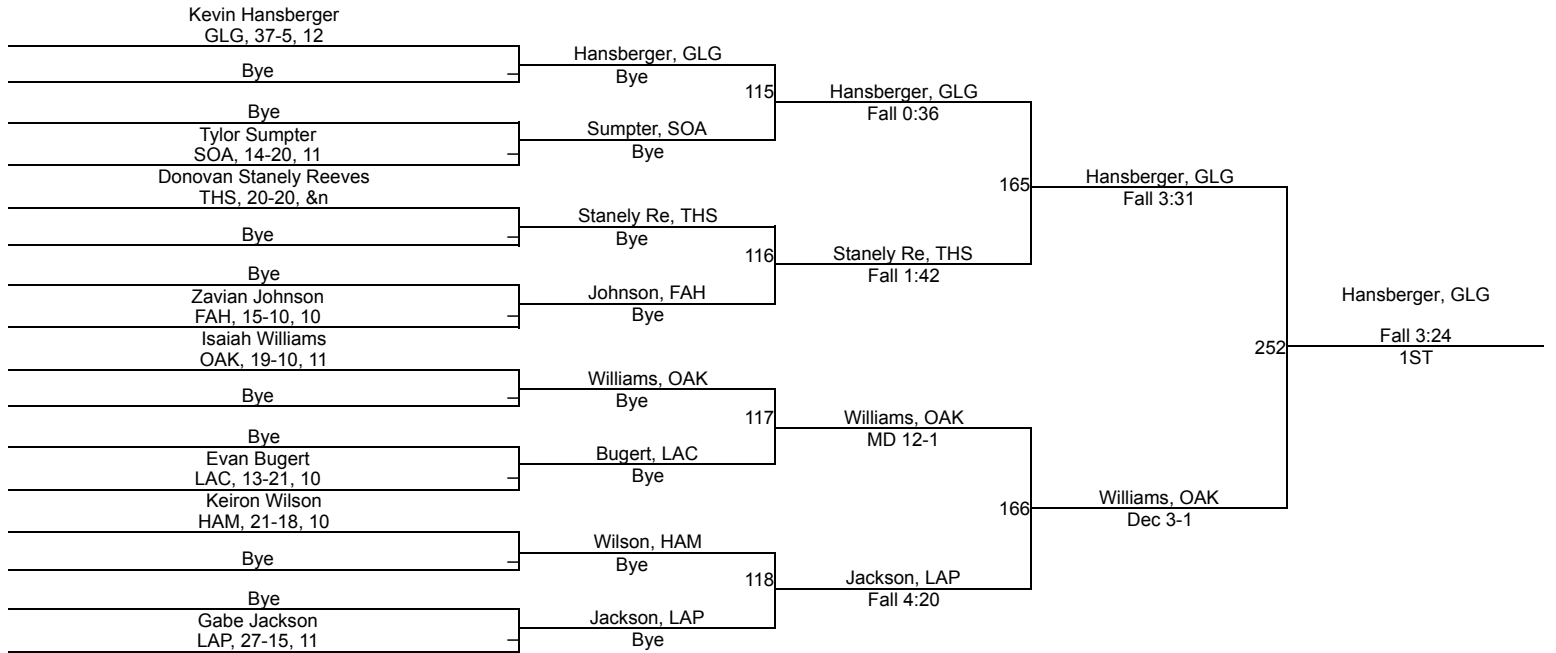 Kevin Hansberger
GLG, 37-5, 12
Bye
Bye
Tylor Sumpter
SOA, 14-20, 11
Donovan Stanely Reeves
THS, 20-20, &n
Bye
Bye
Zavian Johnson
FAH, 15-10, 10
Isaiah Williams
OAK, 19-10, 11
Bye
Bye
Evan Bugert
LAC, 13-21, 10
Keiron Wilson
HAM, 21-18, 10
Bye
Bye
Gabe Jackson
LAP, 27-15, 11
Hansberger, GLG
Bye
115
Sumpter, SOA
Bye
Stanely Re, THS
Bye
116
Johnson, FAH
Bye
Williams, OAK
Bye
117
Bugert, LAC
Bye
Wilson, HAM
Bye
118
Jackson, LAP
Bye
Hansberger, GLG
Fall 0:36
165
Stanely Re, THS
Fall 1:42
Williams, OAK
MD 12-1
166
Jackson, LAP
Fall 4:20
Hansberger, GLG
Fall 3:31
252
Williams, OAK
Dec 3-1
Hansberger, GLG
Fall 3:24
1ST